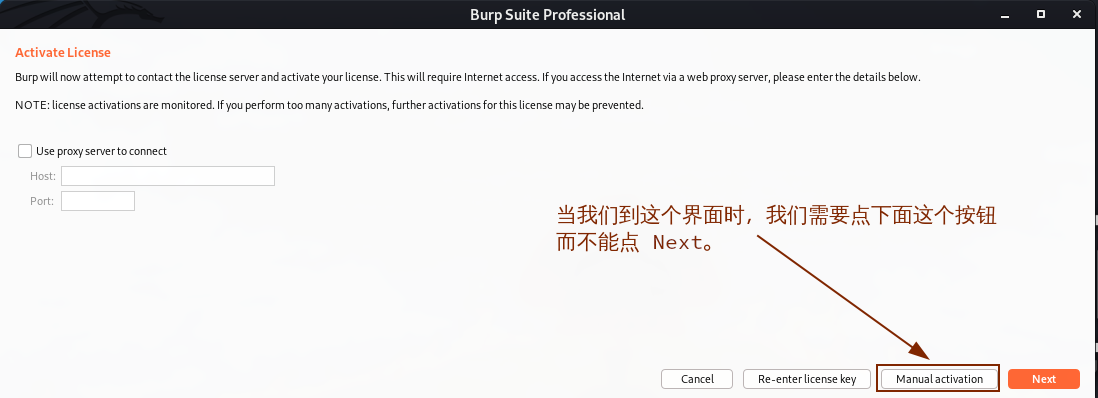 Burp Suite Professional
Activate License
Burp will now attempt to contact the license server and activate your license. This will require Internet access. If you access the Internet via a web proxy server, please enter the details below.
NOTE: license activations are monitored. If you perform too many activations, further activations for this license may be prevented.
Use proxy server to connect
Host:
Port:
当我们到这个界面时，我们需要点下面这个按钮
而不能点 Next。
Cancel
Re-enter license key
Manual activation
Next